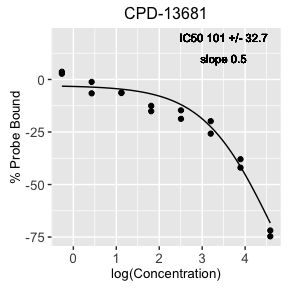 CPD-13681
IC50 101 +/- 32.7
slope 0.5
% Probe Bound
0
-25
-50
-75
0 1 2 3 4
log(Concentration)